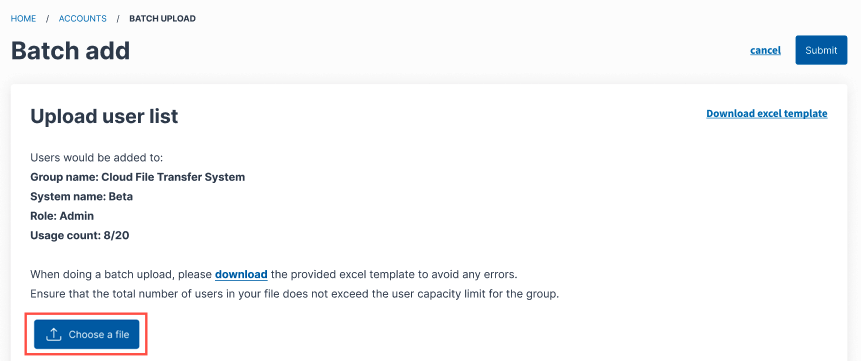 HOME / ACCOUNTS / BATCH UPLOAD
Batch add
cancel
Submit
Upload user list
Download excel template
Users would be added to:
Group name: Cloud File Transfer System
System name: Beta
Role: Admin
Usage count: 8/20
When doing a batch upload, please download the provided excel template to avoid any errors.
Ensure that the total number of users in your file does not exceed the user capacity limit for the group.
Choose a file